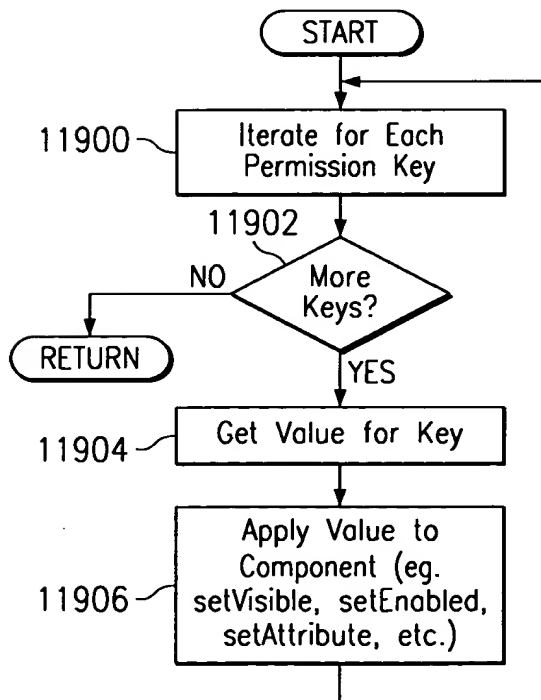 START
11900
Iterate for Each
Permission Key
11902
More
Keys?
NO
RETURN
YES
11904
Get Value for Key
11906
Apply Value to
Component (eg.
setVisible, setEnabled,
setAttribute, etc.)